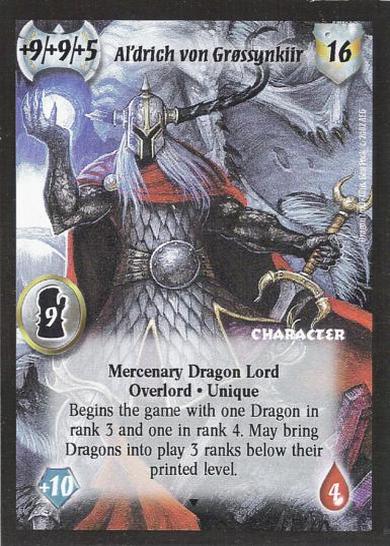 +9/+9/+5
Al'drich von Grøssynkiir
16
9
CHARACTER
Mercenary Dragon Lord
Overlord • Unique
Begins the game with one Dragon in
rank 3 and one in rank 4. May bring
Dragons into play 3 ranks below their
printed level.
+10
4